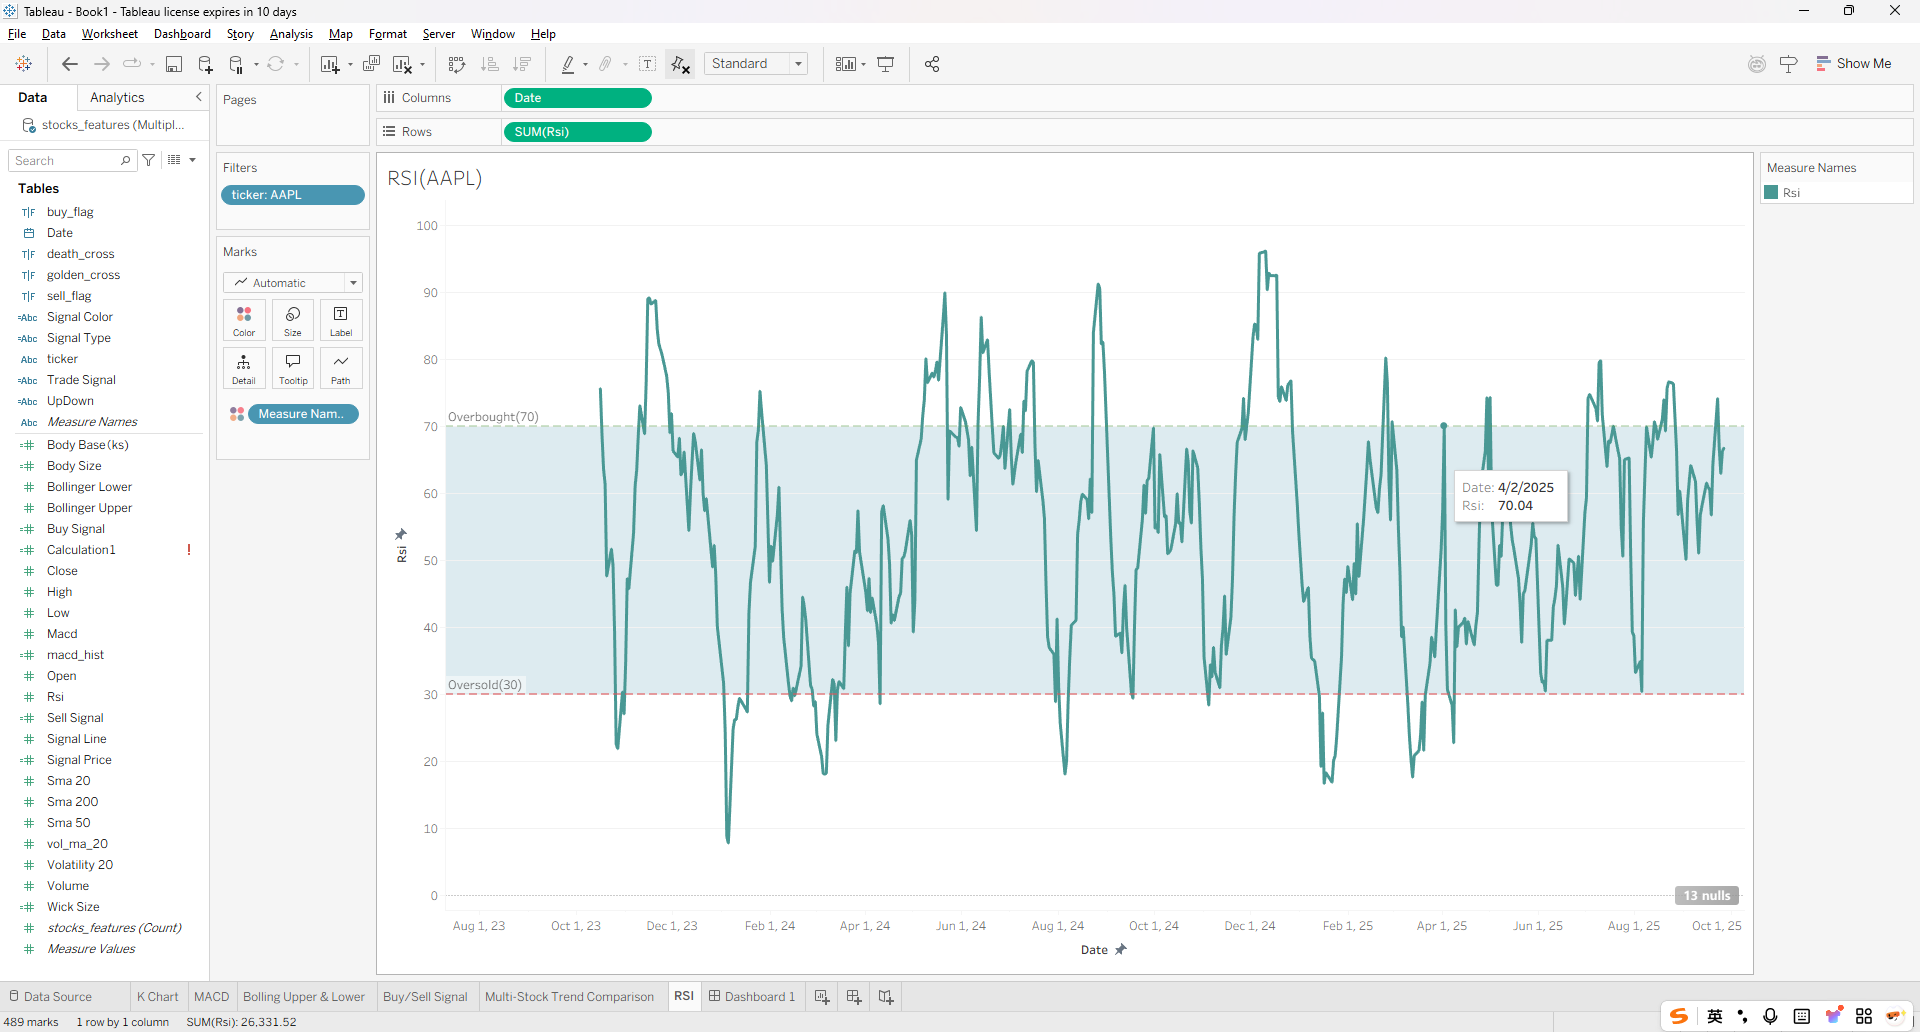 Tableau - Book1 - Tableau license expires in 10 days
File Data Worksheet Dashboard Story Analysis Map Format Server Window Help
Standard
Show Me
Data Analytics
stocks_features (Multipl...
Search
Tables
T|F buy_flag
Date
T|F death_cross
T|F golden_cross
T|F sell_flag
=Abc Signal Color
=Abc Signal Type
Abc ticker
=Abc Trade Signal
=Abc UpDown
Abc Measure Names
=# Body Base(ks)
=# Body Size
# Bollinger Lower
# Bollinger Upper
=# Buy Signal
=# Calculation1 !
# Close
# High
# Low
# Macd
=# macd_hist
# Open
# Rsi
=# Sell Signal
# Signal Line
=# Signal Price
# Sma 20
# Sma 200
# Sma 50
# vol_ma_20
# Volatility 20
# Volume
=# Wick Size
# stocks_features (Count)
# Measure Values
Pages
Filters
ticker: AAPL
Marks
Automatic
Color Size Label
Detail Tooltip Path
Measure Nam..
Columns Date
Rows SUM(Rsi)
RSI(AAPL)
100
90
80
70
60
50
40
30
20
10
0
Rsi
Overbought(70)
Oversold(30)
Date: 4/2/2025
Rsi: 70.04
13 nulls
Aug 1, 23 Oct 1, 23 Dec 1, 23 Feb 1, 24 Apr 1, 24 Jun 1, 24 Aug 1, 24 Oct 1, 24 Dec 1, 24 Feb 1, 25 Apr 1, 25 Jun 1, 25 Aug 1, 25 Oct 1, 25
Date
Measure Names
Rsi
Data Source K Chart MACD Bolling Upper & Lower Buy/Sell Signal Multi-Stock Trend Comparison RSI Dashboard 1
489 marks 1 row by 1 column SUM(Rsi): 26,331.52
S 英